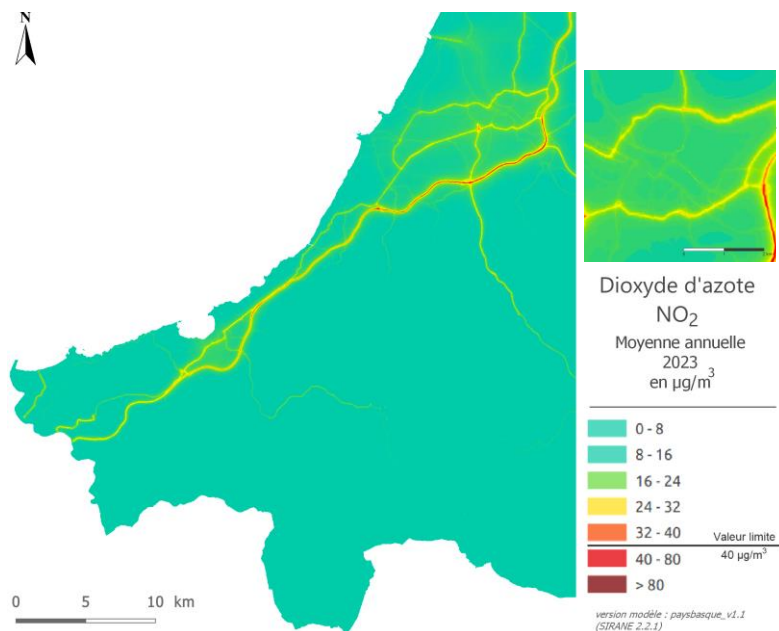 N
Dioxyde d'azote
NO₂
Moyenne annuelle
2023
en µg/m³
0 - 8
8 - 16
16 - 24
24 - 32
32 - 40
Valeur limite
40 µg/m³
40 - 80
> 80
0 5 10 km
version modèle : paysbasque_v1.1
(SIRANE 2.2.1)